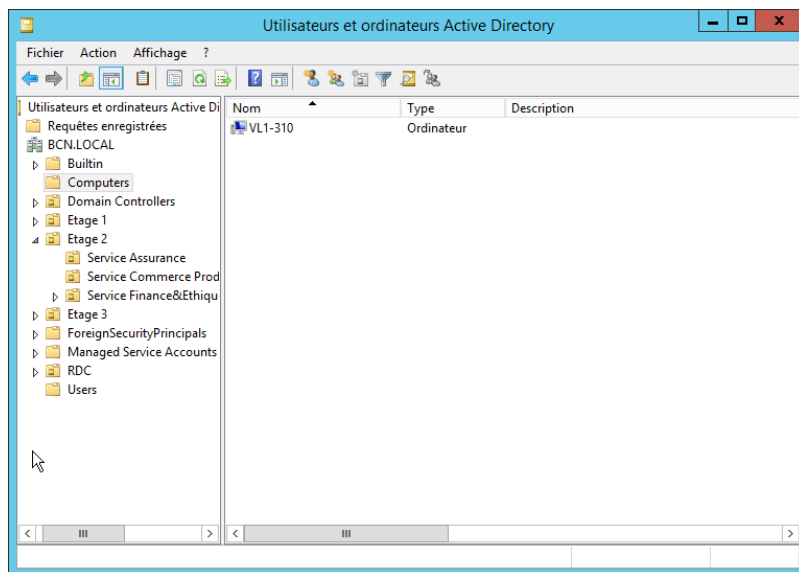 Utilisateurs et ordinateurs Active Directory
Fichier Action Affichage ?
Utilisateurs et ordinateurs Active Di
Requêtes enregistrées
BCN.LOCAL
Builtin
Computers
Domain Controllers
Etage 1
Etage 2
Service Assurance
Service Commerce Prod
Service Finance&Ethiqu
Etage 3
ForeignSecurityPrincipals
Managed Service Accounts
RDC
Users
Nom Type Description
VL1-310 Ordinateur